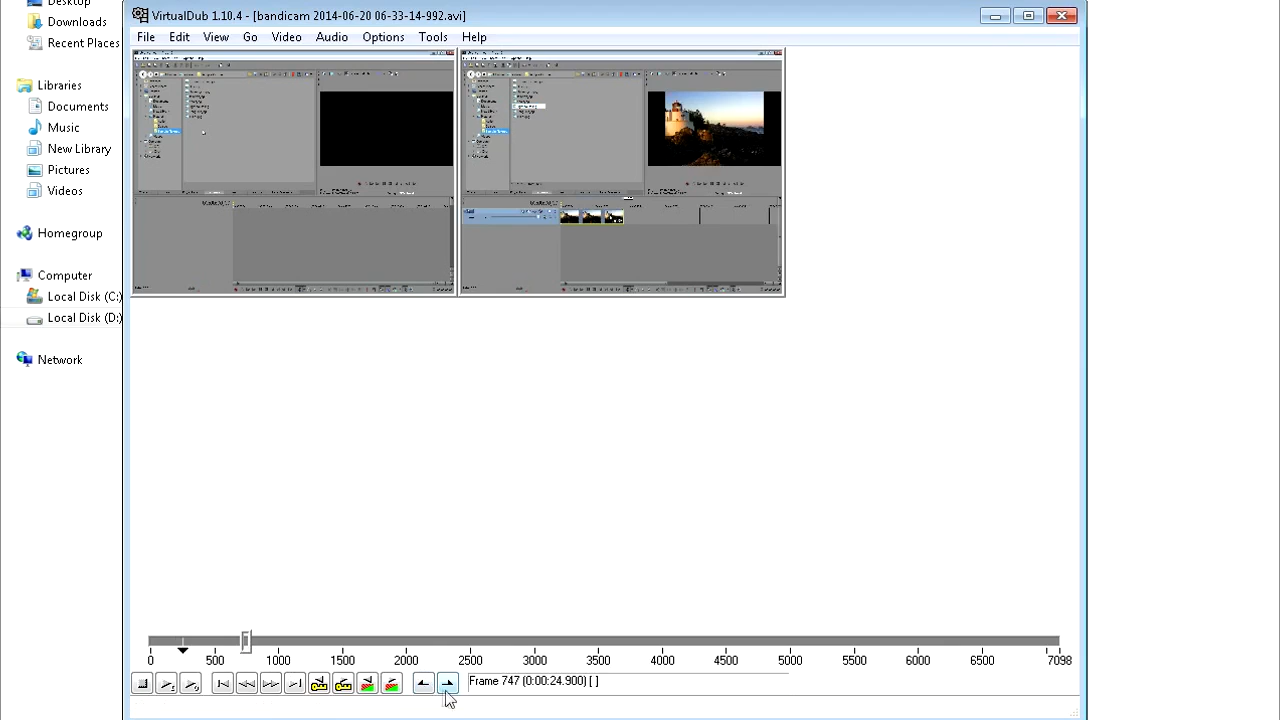 Desktop
Downloads
Recent Places
Libraries
Documents
Music
New Library
Pictures
Videos
Homegroup
Computer
Local Disk (C:)
Local Disk (D:)
Network
VirtualDub 1.10.4 - [bandicam 2014-06-20 06-33-14-992.avi]
File Edit View Go Video Audio Options Tools Help
0 500 1000 1500 2000 2500 3000 3500 4000 4500 5000 5500 6000 6500 7098
Frame 747 (0:00:24.900) [ ]